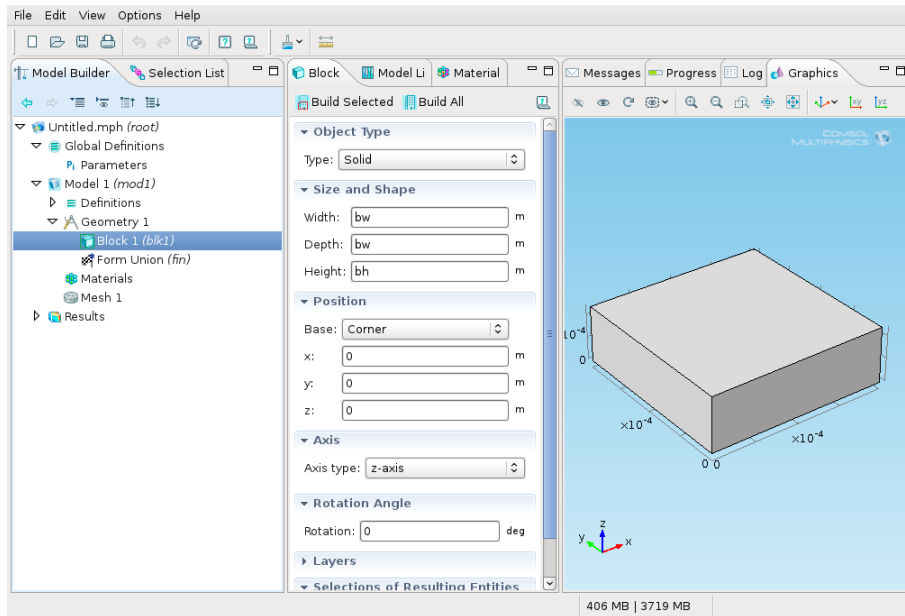 File Edit View Options Help
Model Builder Selection List
Block Model Li Material
Messages Progress Log Graphics
Build Selected Build All
xy yz
Untitled.mph (root)
Global Definitions
Pi Parameters
Model 1 (mod1)
Definitions
Geometry 1
Block 1 (blk1)
Form Union (fin)
Materials
Mesh 1
Results
Object Type
Type: Solid
Size and Shape
Width: bw m
Depth: bw m
Height: bh m
Position
Base: Corner
x: 0 m
y: 0 m
z: 0 m
Axis
Axis type: z-axis
Rotation Angle
Rotation: 0 deg
Layers
Selections of Resulting Entities
COMSOL
MULTIPHYSICS
10⁻⁴
0
×10⁻⁴
×10⁻⁴
0 0
z
y x
406 MB | 3719 MB